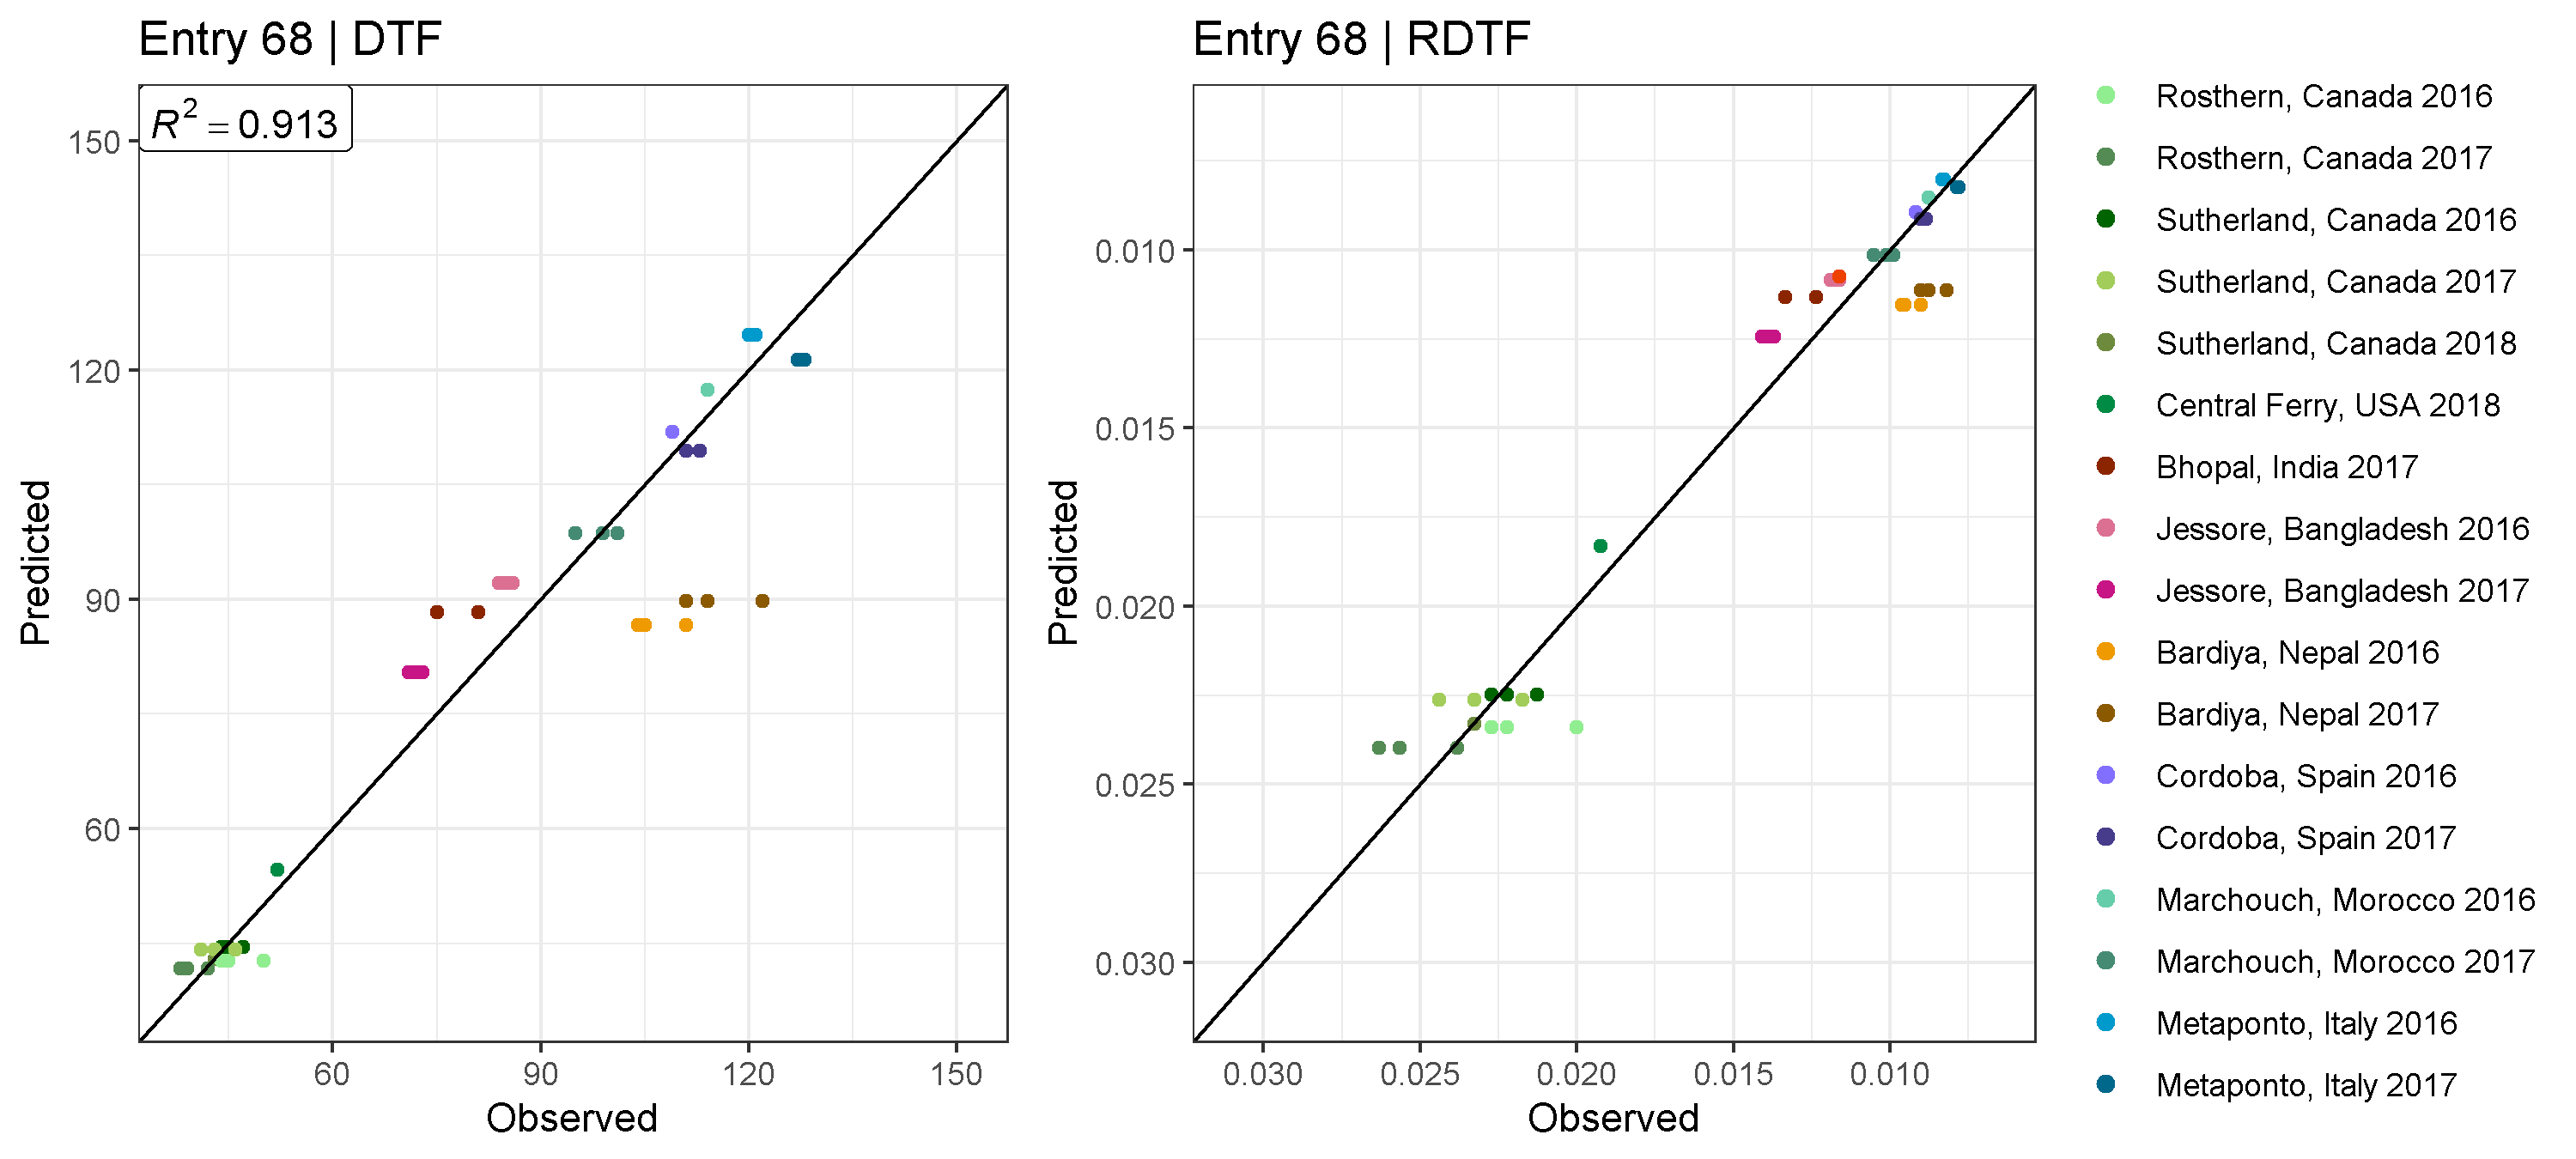 Entry 68 | DTF
R² = 0.913
150
120
90
60
Predicted
60 90 120 150
Observed
Entry 68 | RDTF
0.010
0.015
0.020
0.025
0.030
Predicted
0.030 0.025 0.020 0.015 0.010
Observed
Rosthern, Canada 2016
Rosthern, Canada 2017
Sutherland, Canada 2016
Sutherland, Canada 2017
Sutherland, Canada 2018
Central Ferry, USA 2018
Bhopal, India 2017
Jessore, Bangladesh 2016
Jessore, Bangladesh 2017
Bardiya, Nepal 2016
Bardiya, Nepal 2017
Cordoba, Spain 2016
Cordoba, Spain 2017
Marchouch, Morocco 2016
Marchouch, Morocco 2017
Metaponto, Italy 2016
Metaponto, Italy 2017